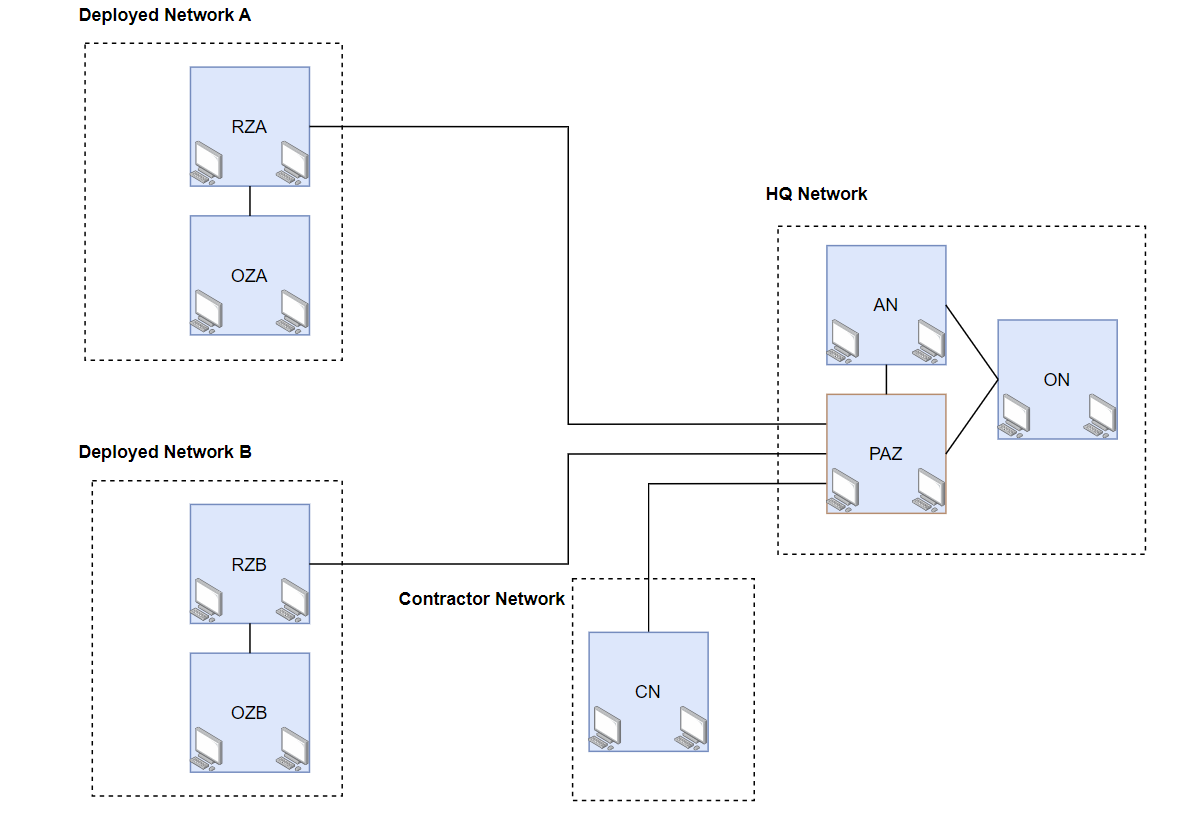 Deployed Network A
RZA
OZA
HQ Network
AN
ON
PAZ
Deployed Network B
RZB
OZB
Contractor Network
CN